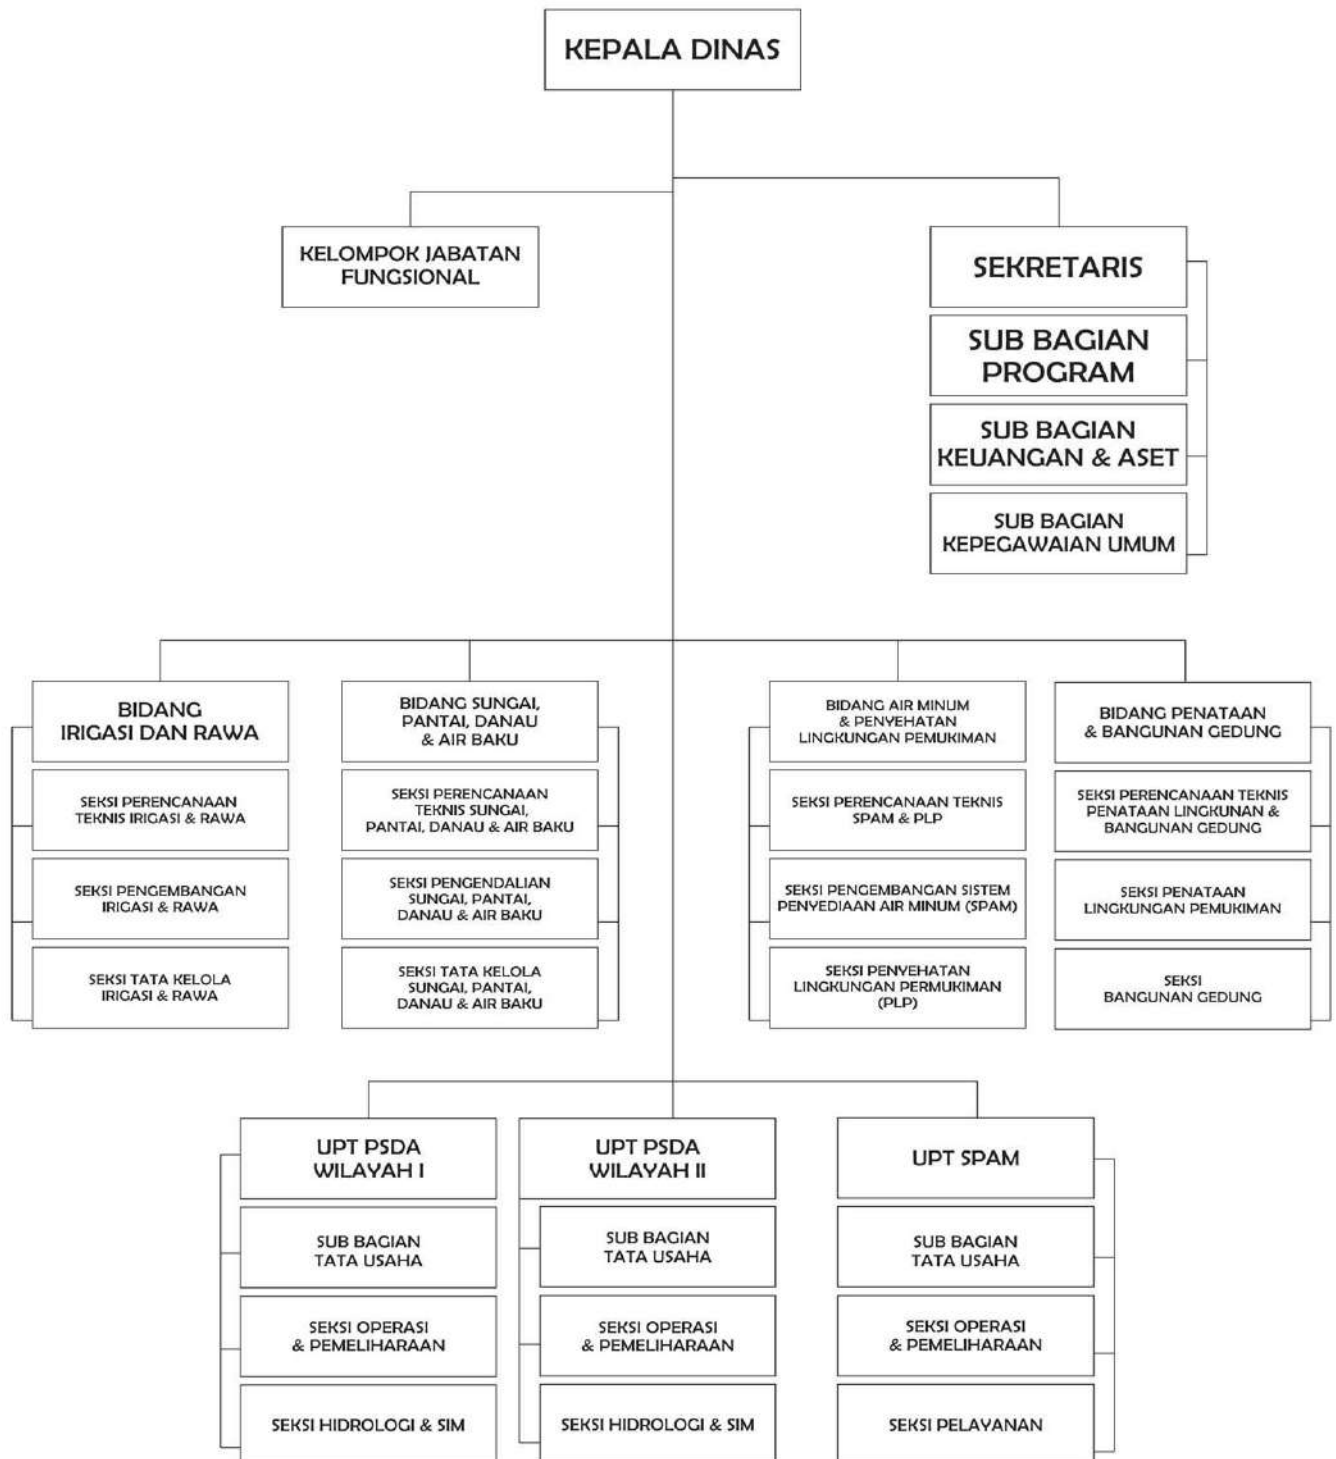 KEPALA DINAS
KELOMPOK JABATAN
FUNGSIONAL
SEKRETARIS
SUB BAGIAN
PROGRAM
SUB BAGIAN
KEUANGAN & ASET
SUB BAGIAN
KEPEGAWAIAN UMUM
BIDANG
IRIGASI DAN RAWA
SEKSI PERENCANAAN
TEKNIS IRIGASI & RAWA
SEKSI PENGEMBANGAN
IRIGASI & RAWA
SEKSI TATA KELOLA
IRIGASI & RAWA
BIDANG SUNGAI,
PANTAI, DANAU
& AIR BAKU
SEKSI PERENCANAAN
TEKNIS SUNGAI,
PANTAI, DANAU & AIR BAKU
SEKSI PENGENDALIAN
SUNGAI, PANTAI,
DANAU & AIR BAKU
SEKSI TATA KELOLA
SUNGAI, PANTAI,
DANAU & AIR BAKU
BIDANG AIR MINUM
& PENYEHATAN
LINGKUNGAN PEMUKIMAN
SEKSI PERENCANAAN TEKNIS
SPAM & PLP
SEKSI PENGEMBANGAN SISTEM
PENYEDIAAN AIR MINUM (SPAM)
SEKSI PENYEHATAN
LINGKUNGAN PERMUKIMAN
(PLP)
BIDANG PENATAAN
& BANGUNAN GEDUNG
SEKSI PERENCANAAN TEKNIS
PENATAAN LINGKUNAN &
BANGUNAN GEDUNG
SEKSI PENATAAN
LINGKUNGAN PEMUKIMAN
SEKSI
BANGUNAN GEDUNG
UPT PSDA
WILAYAH I
SUB BAGIAN
TATA USAHA
SEKSI OPERASI
& PEMELIHARAAN
SEKSI HIDROLOGI & SIM
UPT PSDA
WILAYAH II
SUB BAGIAN
TATA USAHA
SEKSI OPERASI
& PEMELIHARAAN
SEKSI HIDROLOGI & SIM
UPT SPAM
SUB BAGIAN
TATA USAHA
SEKSI OPERASI
& PEMELIHARAAN
SEKSI PELAYANAN